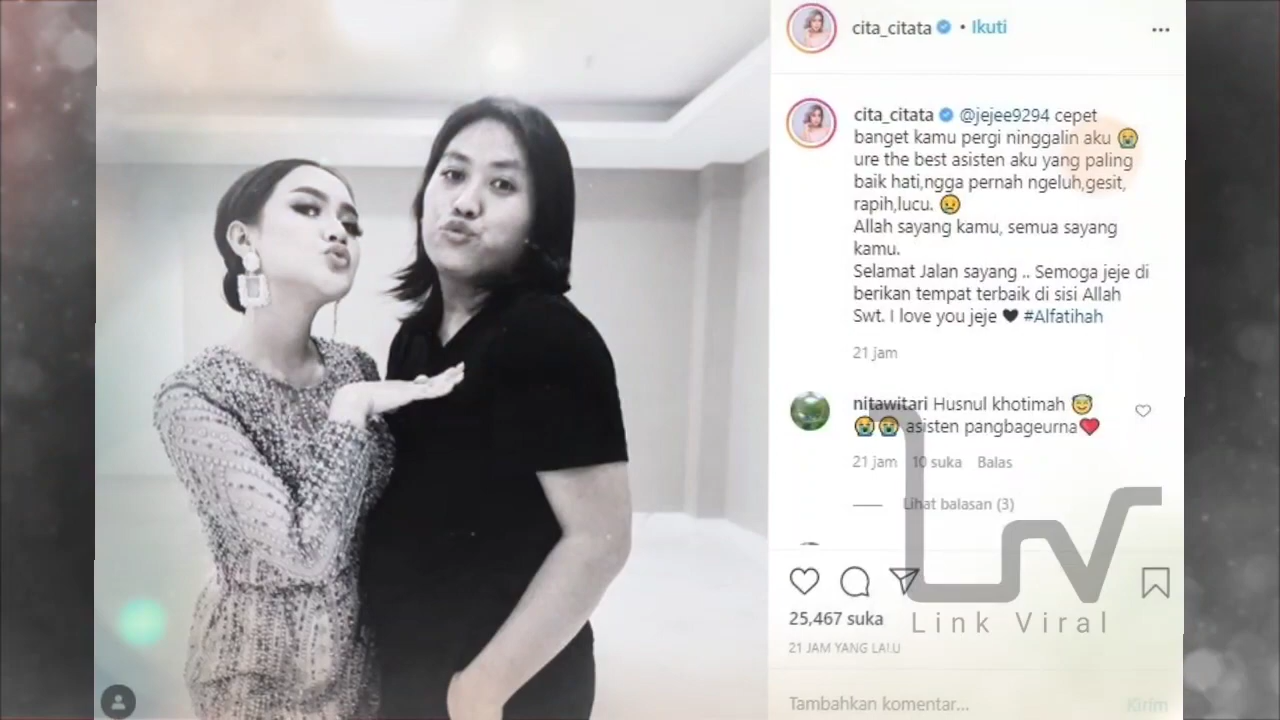 cita_citata • Ikuti
cita_citata @jejee9294 cepet
banget kamu pergi ninggalin aku 😭
ure the best asisten aku yang paling
baik hati,ngga pernah ngeluh,gesit,
rapih,lucu. 😢
Allah sayang kamu, semua sayang
kamu.
Selamat Jalan sayang .. Semoga jeje di
berikan tempat terbaik di sisi Allah
Swt. I love you jeje 🖤 #Alfatihah
21 jam
nitawitari Husnul khotimah 😇
😭😭 asisten pangbageurna❤️
21 jam 10 suka Balas
Lihat balasan (3)
25,467 suka
Link Viral
21 JAM YANG LALU
Tambahkan komentar...
Kirim